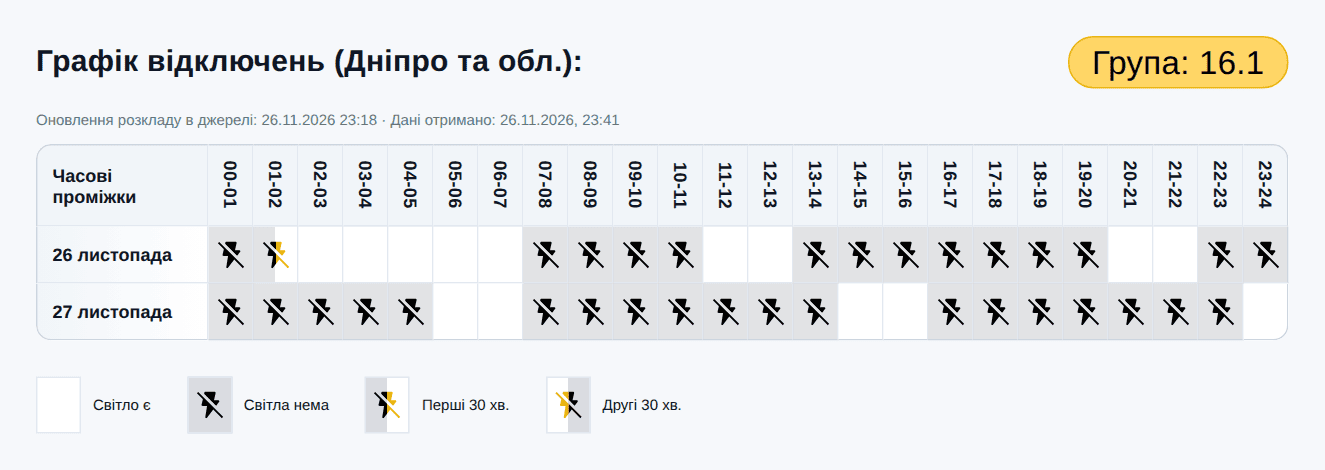 Графік відключень (Дніпро та обл.):
Група: 16.1
Оновлення розкладу в джерелі: 26.11.2026 23:18 · Дані отримано: 26.11.2026, 23:41
Часові
проміжки
00-01
01-02
02-03
03-04
04-05
05-06
06-07
07-08
08-09
09-10
10-11
11-12
12-13
13-14
14-15
15-16
16-17
17-18
18-19
19-20
20-21
21-22
22-23
23-24
26 листопада
27 листопада
Світло є
Світла нема
Перші 30 хв.
Другі 30 хв.